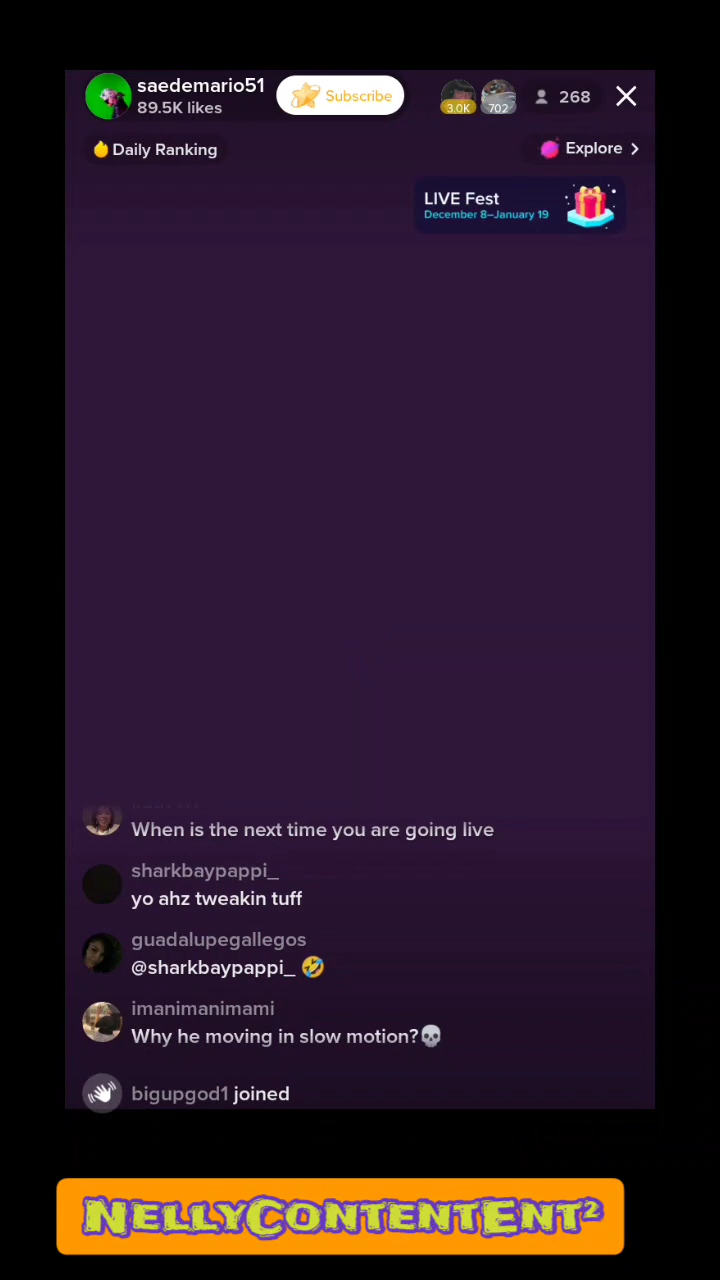 saedemario51
89.5K likes
Subscribe
3.0K
702
268
Daily Ranking
Explore
LIVE Fest
December 8–January 19
When is the next time you are going live
sharkbaypappi_
yo ahz tweakin tuff
guadalupegallegos
@sharkbaypappi_ 🤣
imanimanimami
Why he moving in slow motion?💀
bigupgod1 joined
NELLYCONTENTENT²